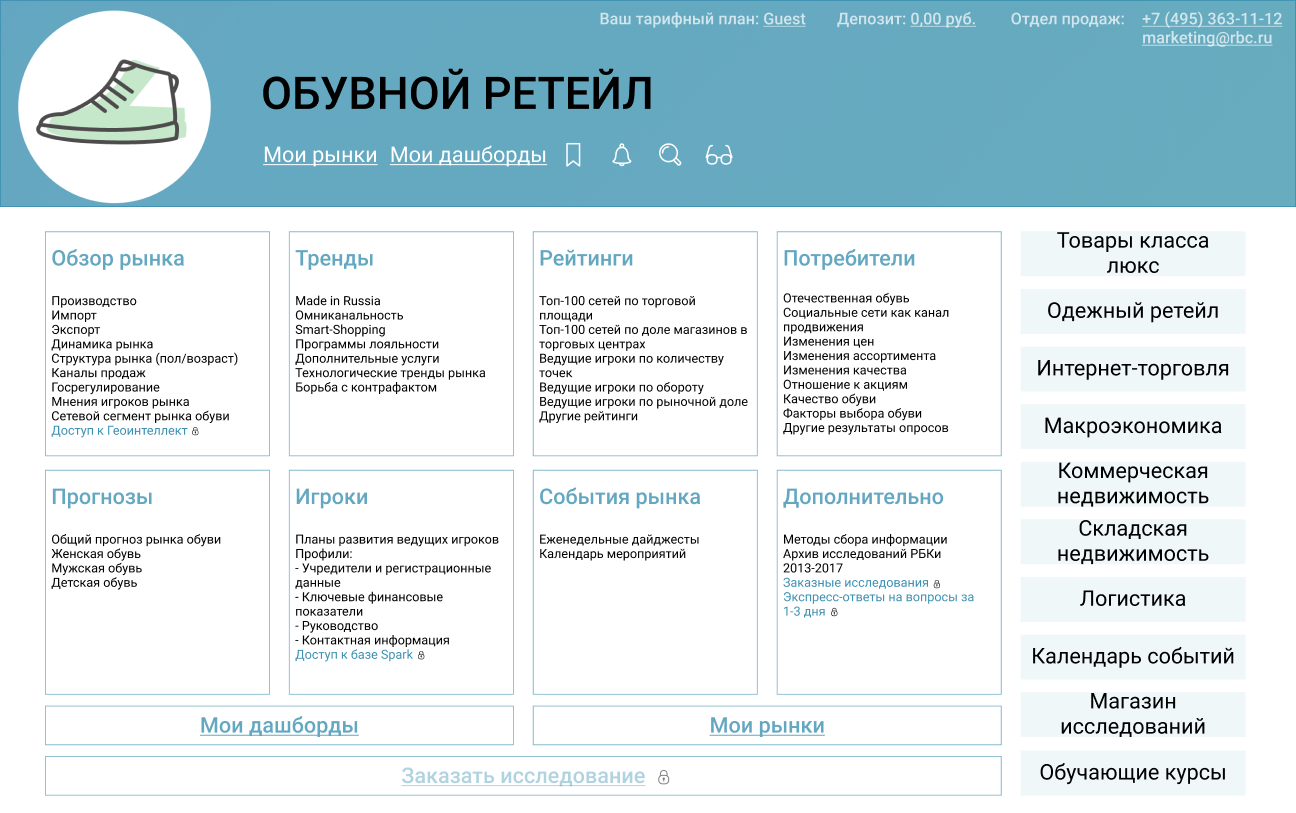 Ваш тарифный план: Guest Депозит: 0,00 руб. Отдел продаж: +7 (495) 363-11-12
marketing@rbc.ru
ОБУВНОЙ РЕТЕЙЛ
Мои рынки Мои дашборды
Обзор рынка
Производство
Импорт
Экспорт
Динамика рынка
Структура рынка (пол/возраст)
Каналы продаж
Госрегулирование
Мнения игроков рынка
Сетевой сегмент рынка обуви
Доступ к Геоинтеллект
Тренды
Made in Russia
Омниканальность
Smart-Shopping
Программы лояльности
Дополнительные услуги
Технологические тренды рынка
Борьба с контрафактом
Рейтинги
Топ-100 сетей по торговой
площади
Топ-100 сетей по доле магазинов в
торговых центрах
Ведущие игроки по количеству
точек
Ведущие игроки по обороту
Ведущие игроки по рыночной доле
Другие рейтинги
Потребители
Отечественная обувь
Социальные сети как канал
продвижения
Изменения цен
Изменения ассортимента
Изменения качества
Отношение к акциям
Качество обуви
Факторы выбора обуви
Другие результаты опросов
Прогнозы
Общий прогноз рынка обуви
Женская обувь
Мужская обувь
Детская обувь
Игроки
Планы развития ведущих игроков
Профили:
- Учредители и регистрационные
данные
- Ключевые финансовые
показатели
- Руководство
- Контактная информация
Доступ к базе Spark
События рынка
Еженедельные дайджесты
Календарь мероприятий
Дополнительно
Методы сбора информации
Архив исследований РБКи
2013-2017
Заказные исследования
Экспресс-ответы на вопросы за
1-3 дня
Мои дашборды
Мои рынки
Заказать исследование
Товары класса
люкс
Одежный ретейл
Интернет-торговля
Макроэкономика
Коммерческая
недвижимость
Складская
недвижимость
Логистика
Календарь событий
Магазин
исследований
Обучающие курсы